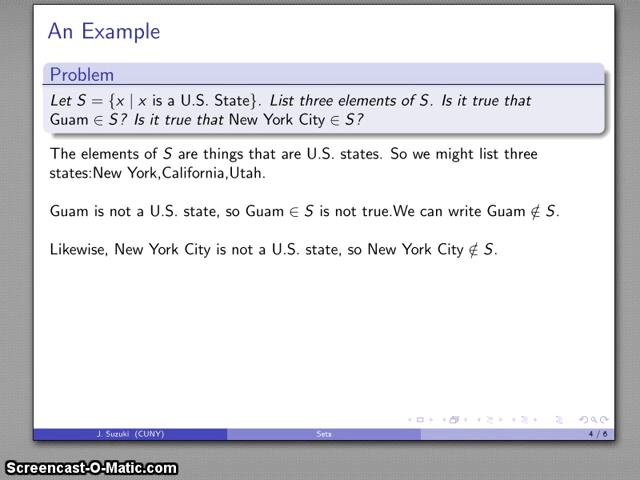 An Example
Problem
Let S = {x | x is a U.S. State}. List three elements of S. Is it true that
Guam ∈ S? Is it true that New York City ∈ S?
The elements of S are things that are U.S. states. So we might list three
states:New York,California,Utah.
Guam is not a U.S. state, so Guam ∈ S is not true.We can write Guam ∉ S.
Likewise, New York City is not a U.S. state, so New York City ∉ S.
J. Suzuki (CUNY) Sets 4 / 6
Screencast-O-Matic.com